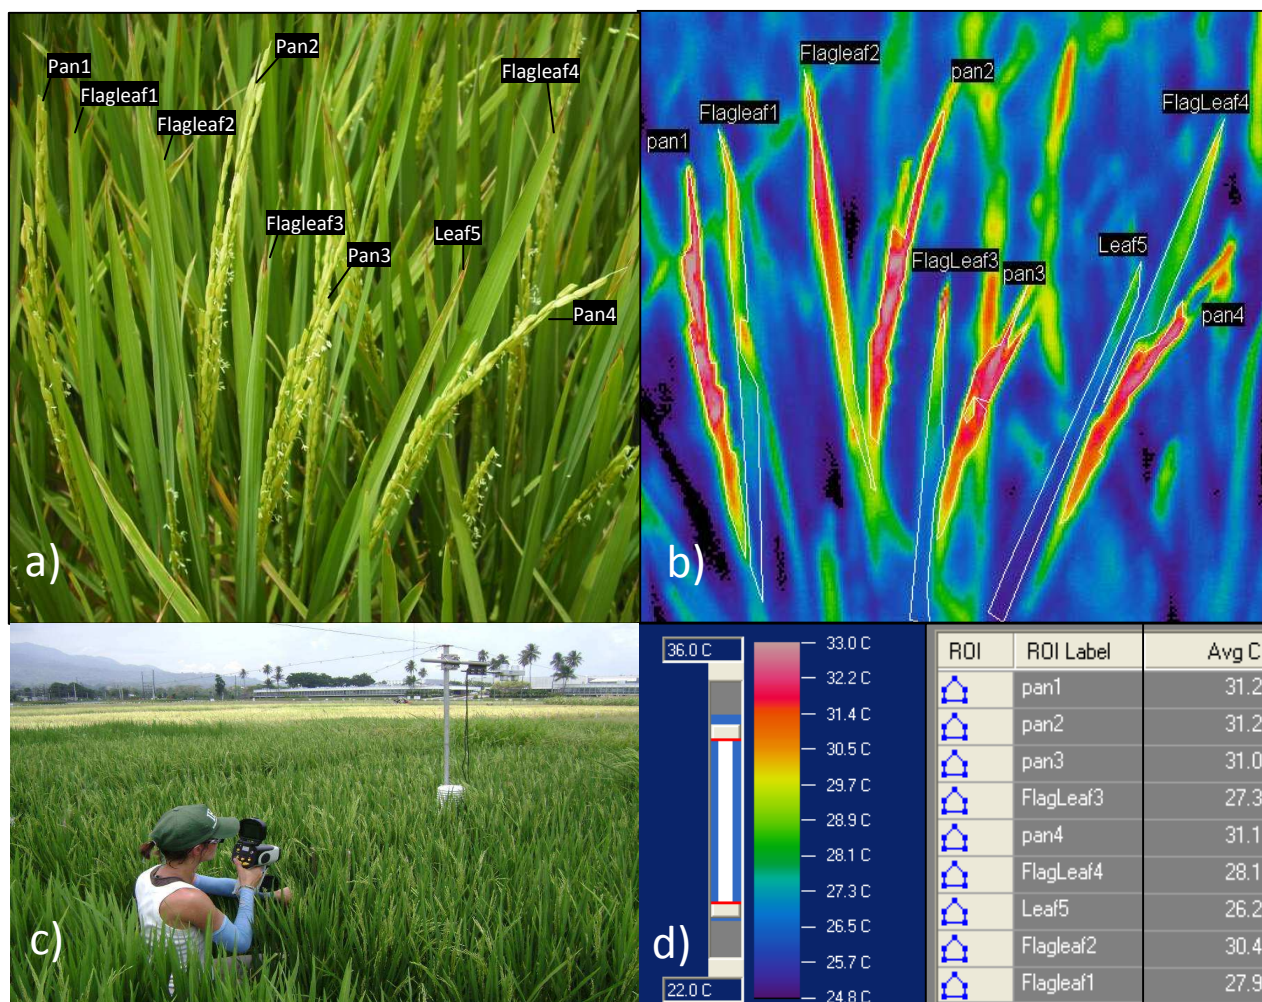 Pan1
Pan2
Flagleaf1
Flagleaf2
Flagleaf3
Flagleaf4
Pan3
Leaf5
Pan4
a)
Flagleaf2
pan2
Flagleaf1
FlagLeaf4
pan1
FlagLeaf3
pan3
Leaf5
pan4
b)
c)
36.0 C
22.0 C
33.0 C
32.2 C
31.4 C
30.5 C
29.7 C
28.9 C
28.1 C
27.3 C
26.5 C
25.7 C
24.8 C
d)
ROI ROI Label Avg C
pan1 31.2
pan2 31.2
pan3 31.0
FlagLeaf3 27.3
pan4 31.1
FlagLeaf4 28.1
Leaf5 26.2
Flagleaf2 30.4
Flagleaf1 27.9